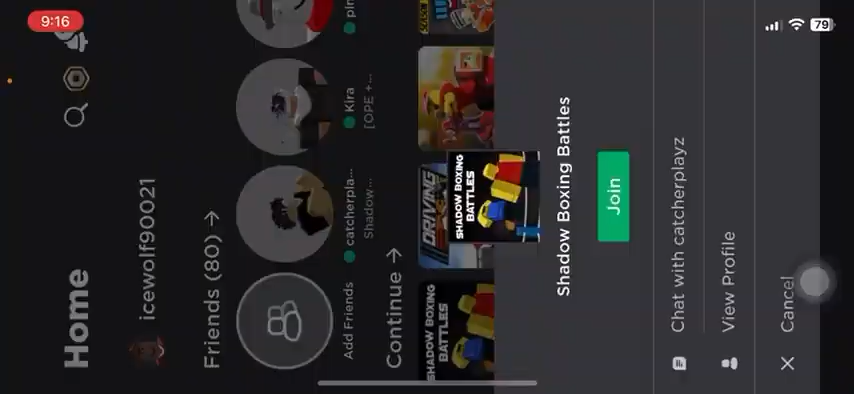 9:16
79
Home
icewolf90021
Friends (80) →
Add Friends
catcherpla...
Shadow...
Kira
[OPE +...
Continue →
SHADOW BOXING
BATTLES
DRIVING
SHADOW BOXING
BATTLES
Shadow Boxing Battles
Join
Chat with catcherplayz
View Profile
Cancel